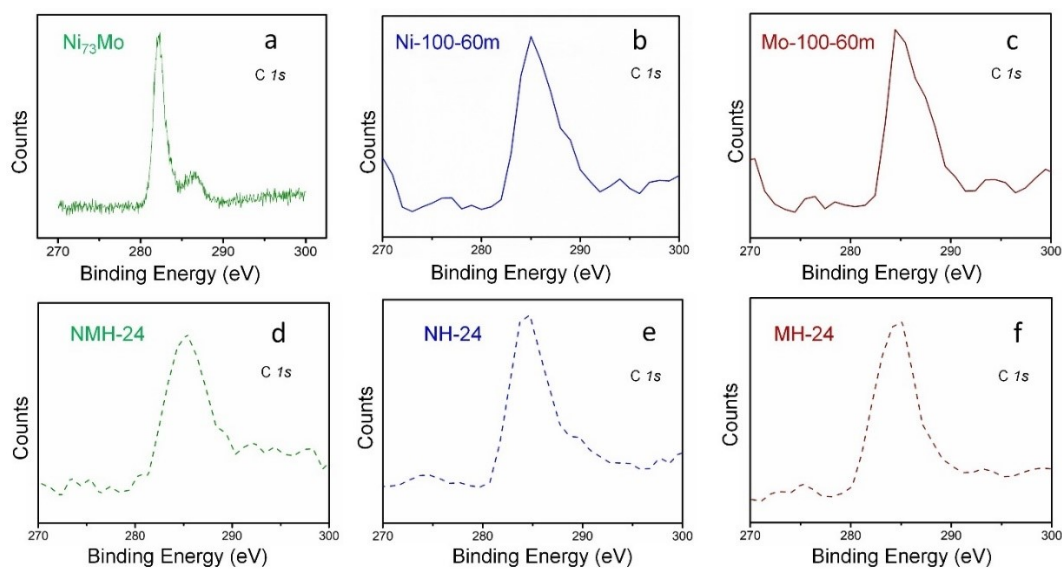 Ni₇₃Mo
a
C 1s
Counts
270 280 290 300
Binding Energy (eV)
Ni-100-60m
b
C 1s
Counts
270 280 290 300
Binding Energy (eV)
Mo-100-60m
c
C 1s
Counts
270 280 290 300
Binding Energy (eV)
NMH-24
d
C 1s
Counts
270 280 290 300
Binding Energy (eV)
NH-24
e
C 1s
Counts
270 280 290 300
Binding Energy (eV)
MH-24
f
C 1s
Counts
270 280 290 300
Binding Energy (eV)